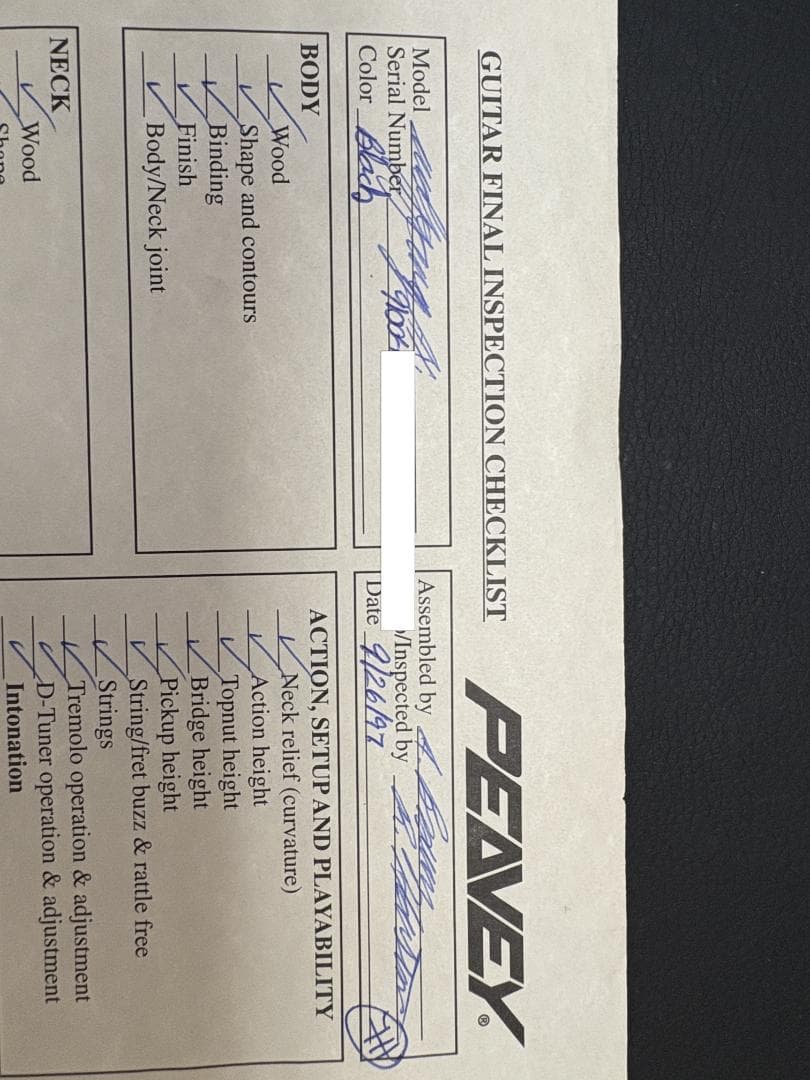 GUITAR FINAL INSPECTION CHECKLIST
PEAVEY®
Model
Serial Number
Color Black
Assembled by
/Inspected by
Date 9/26/97
BODY
Wood
Shape and contours
Binding
Finish
Body/Neck joint
NECK
Wood
Shape
ACTION, SETUP AND PLAYABILITY
Neck relief (curvature)
Action height
Topnut height
Bridge height
Pickup height
String/fret buzz & rattle free
Strings
Tremolo operation & adjustment
D-Tuner operation & adjustment
Intonation